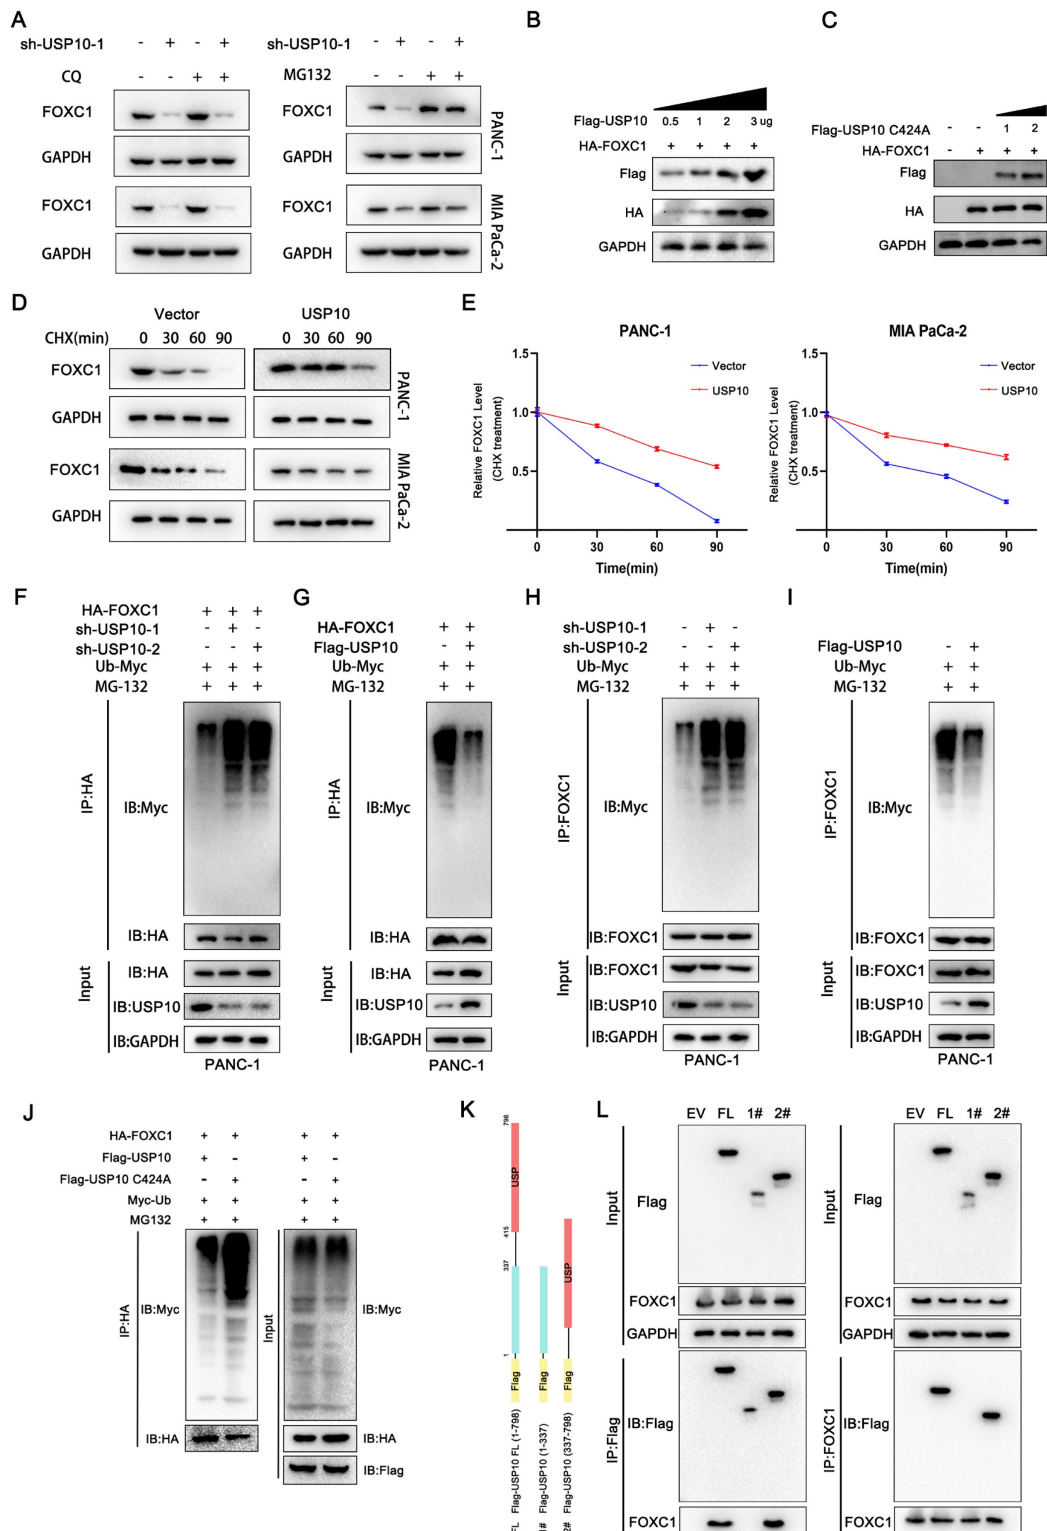 A
sh-USP10-1 - + - +
CQ - - + +
FOXC1
GAPDH
FOXC1
GAPDH
sh-USP10-1 - + - +
MG132 - - + +
FOXC1
GAPDH
FOXC1
GAPDH
PANC-1
MIA PaCa-2
B
Flag-USP10 0.5 1 2 3 ug
HA-FOXC1 + + + +
Flag
HA
GAPDH
C
Flag-USP10 C424A - - 1 2
HA-FOXC1 - + + +
Flag
HA
GAPDH
D
Vector USP10
CHX(min) 0 30 60 90 0 30 60 90
FOXC1
GAPDH
FOXC1
GAPDH
PANC-1
MIA PaCa-2
E
PANC-1
Relative FOXC1 Level
(CHX treatment)
1.5
1.0
0.5
0 30 60 90
Time(min)
Vector
USP10
MIA PaCa-2
Relative FOXC1 Level
(CHX treatment)
1.5
1.0
0.5
0 30 60 90
Time(min)
Vector
USP10
F
HA-FOXC1 + + +
sh-USP10-1 - + -
sh-USP10-2 - - +
Ub-Myc + + +
MG-132 + + +
IP:HA
IB:Myc
IB:HA
Input
IB:HA
IB:USP10
IB:GAPDH
PANC-1
G
HA-FOXC1 + +
Flag-USP10 - +
Ub-Myc + +
MG-132 + +
IP:HA
IB:Myc
IB:HA
Input
IB:HA
IB:USP10
IB:GAPDH
PANC-1
H
sh-USP10-1 - + -
sh-USP10-2 - - +
Ub-Myc + + +
MG-132 + + +
IP:FOXC1
IB:Myc
IB:FOXC1
Input
IB:FOXC1
IB:USP10
IB:GAPDH
PANC-1
I
Flag-USP10 - +
Ub-Myc + +
MG-132 + +
IP:FOXC1
IB:Myc
IB:FOXC1
Input
IB:FOXC1
IB:USP10
IB:GAPDH
PANC-1
J
HA-FOXC1 + + + +
Flag-USP10 + - + -
Flag-USP10 C424A - + - +
Myc-Ub + + + +
MG132 + + + +
IP:HA
IB:Myc
IB:HA
Input
IB:Myc
IB:HA
IB:Flag
K
798
USP
415
337
1
Flag
Flag
USP
Flag
FL Flag-USP10 FL (1-798)
1# Flag-USP10 (1-337)
2# Flag-USP10 (337-798)
L
EV FL 1# 2#
Input
Flag
FOXC1
GAPDH
IP:Flag
IB:Flag
FOXC1
EV FL 1# 2#
Input
Flag
FOXC1
GAPDH
IP:FOXC1
IB:Flag
FOXC1